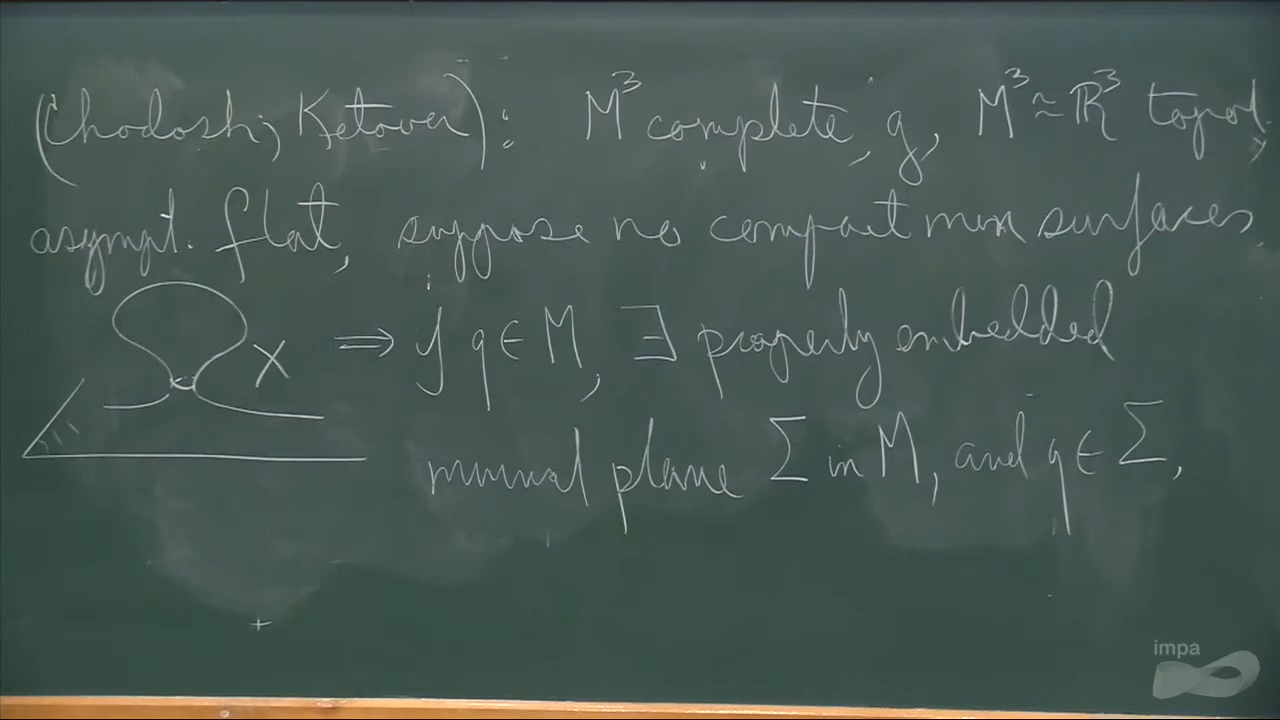 (Chodosh, Ketover): M³ complete, g, M³ ≈ ℝ³ topol.,
asympt. flat, suppose no compact min surfaces.
X ⇒ If q ∈ M, ∃ properly embedded
minimal plane Σ in M, and q ∈ Σ,
impa